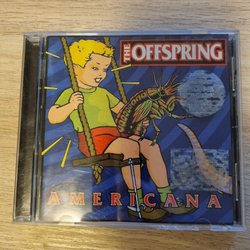 THE OFFSPRING
AMERICANA